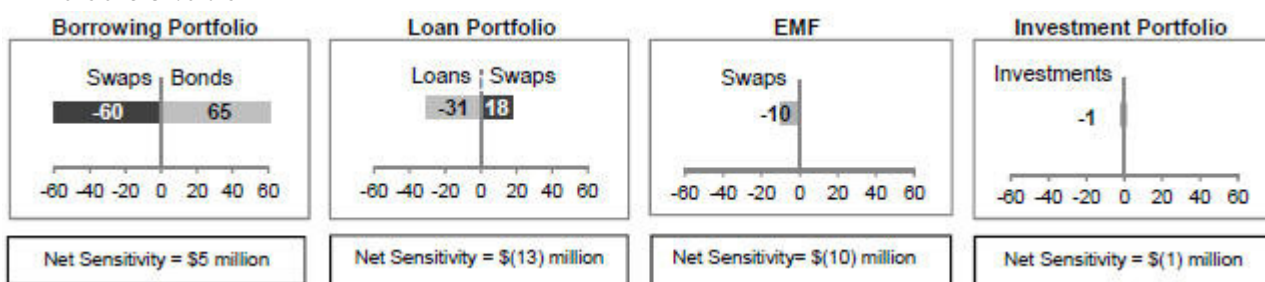 Borrowing Portfolio
Swaps Bonds
-60 65
-60 -40 -20 0 20 40 60
Net Sensitivity = $5 million
Loan Portfolio
Loans Swaps
-31 18
-60 -40 -20 0 20 40 60
Net Sensitivity = $(13) million
EMF
Swaps
-10
-60 -40 -20 0 20 40 60
Net Sensitivity= $(10) million
Investment Portfolio
Investments
-1
-60 -40 -20 0 20 40 60
Net Sensitivity = $(1) million